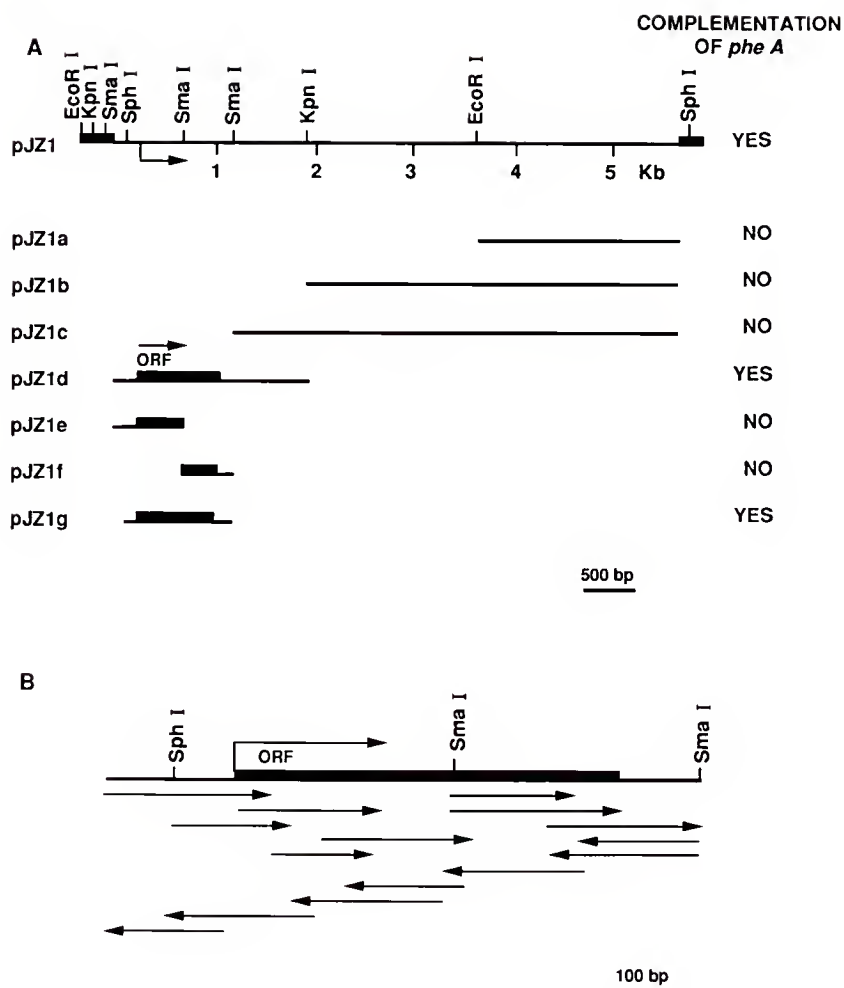 COMPLEMENTATION
OF phe A
A
EcoR I
Kpn I
Sma I
Sph I
Sma I
Sma I
Kpn I
EcoR I
Sph I
pJZ1
YES
1
2
3
4
5
Kb
pJZ1a
NO
pJZ1b
NO
pJZ1c
NO
ORF
pJZ1d
YES
pJZ1e
NO
pJZ1f
NO
pJZ1g
YES
500 bp
B
Sph I
Sma I
Sma I
ORF
100 bp